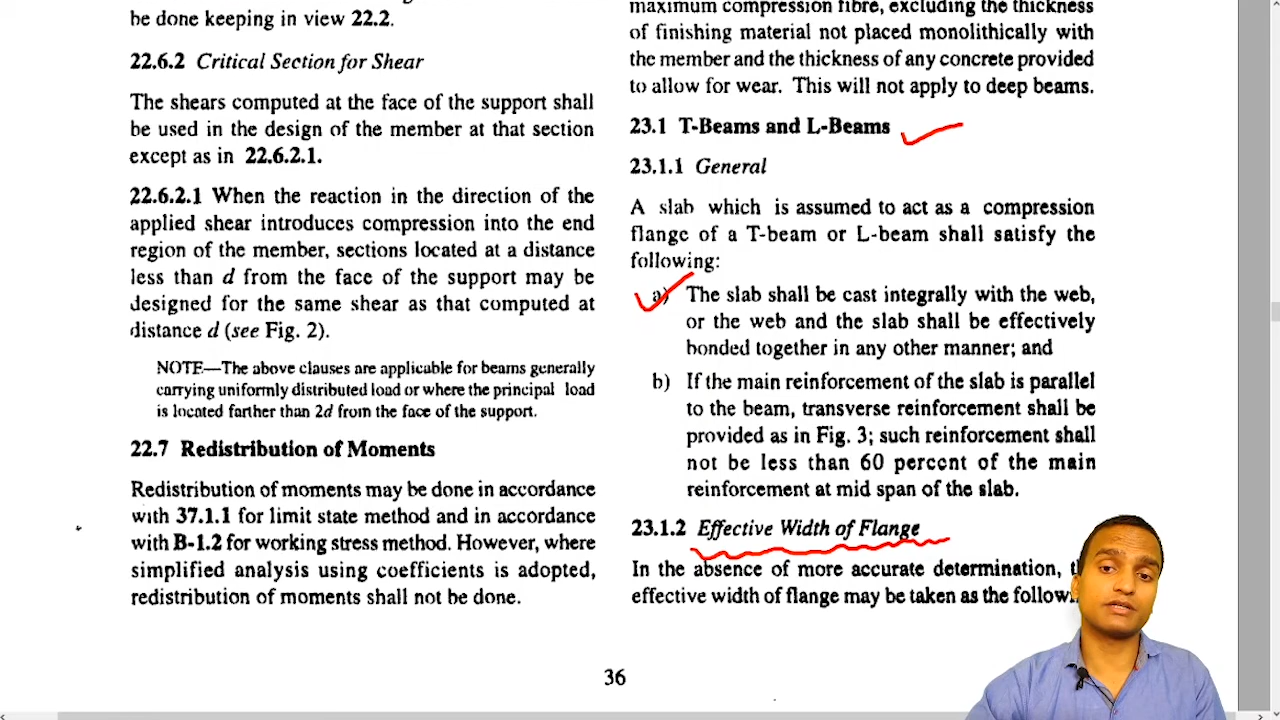 be done keeping in view 22.2.
22.6.2 Critical Section for Shear
The shears computed at the face of the support shall
be used in the design of the member at that section
except as in 22.6.2.1.
22.6.2.1 When the reaction in the direction of the
applied shear introduces compression into the end
region of the member, sections located at a distance
less than d from the face of the support may be
designed for the same shear as that computed at
distance d (see Fig. 2).
NOTE—The above clauses are applicable for beams generally
carrying uniformly distributed load or where the principal load
is located farther than 2d from the face of the support.
22.7 Redistribution of Moments
Redistribution of moments may be done in accordance
with 37.1.1 for limit state method and in accordance
with B-1.2 for working stress method. However, where
simplified analysis using coefficients is adopted,
redistribution of moments shall not be done.
maximum compression fibre, excluding the thickness
of finishing material not placed monolithically with
the member and the thickness of any concrete provided
to allow for wear. This will not apply to deep beams.
23.1 T-Beams and L-Beams
23.1.1 General
A slab which is assumed to act as a compression
flange of a T-beam or L-beam shall satisfy the
following:
a) The slab shall be cast integrally with the web,
or the web and the slab shall be effectively
bonded together in any other manner; and
b) If the main reinforcement of the slab is parallel
to the beam, transverse reinforcement shall be
provided as in Fig. 3; such reinforcement shall
not be less than 60 percent of the main
reinforcement at mid span of the slab.
23.1.2 Effective Width of Flange
In the absence of more accurate determination,
effective width of flange may be taken as the
36